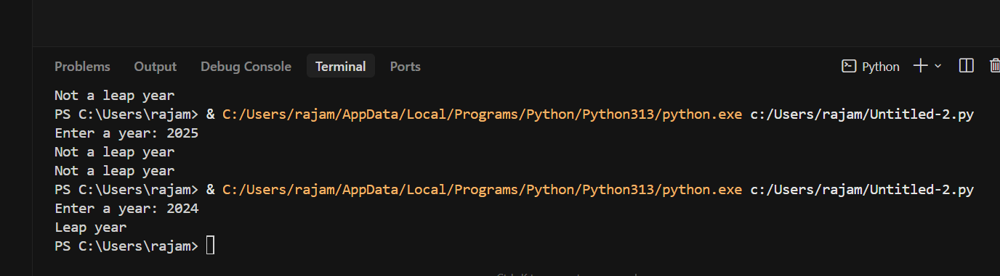 Problems Output Debug Console Terminal Ports Python
Not a leap year
PS C:\Users\rajam> & C:/Users/rajam/AppData/Local/Programs/Python/Python313/python.exe c:/Users/rajam/Untitled-2.py
Enter a year: 2025
Not a leap year
Not a leap year
PS C:\Users\rajam> & C:/Users/rajam/AppData/Local/Programs/Python/Python313/python.exe c:/Users/rajam/Untitled-2.py
Enter a year: 2024
Leap year
PS C:\Users\rajam>